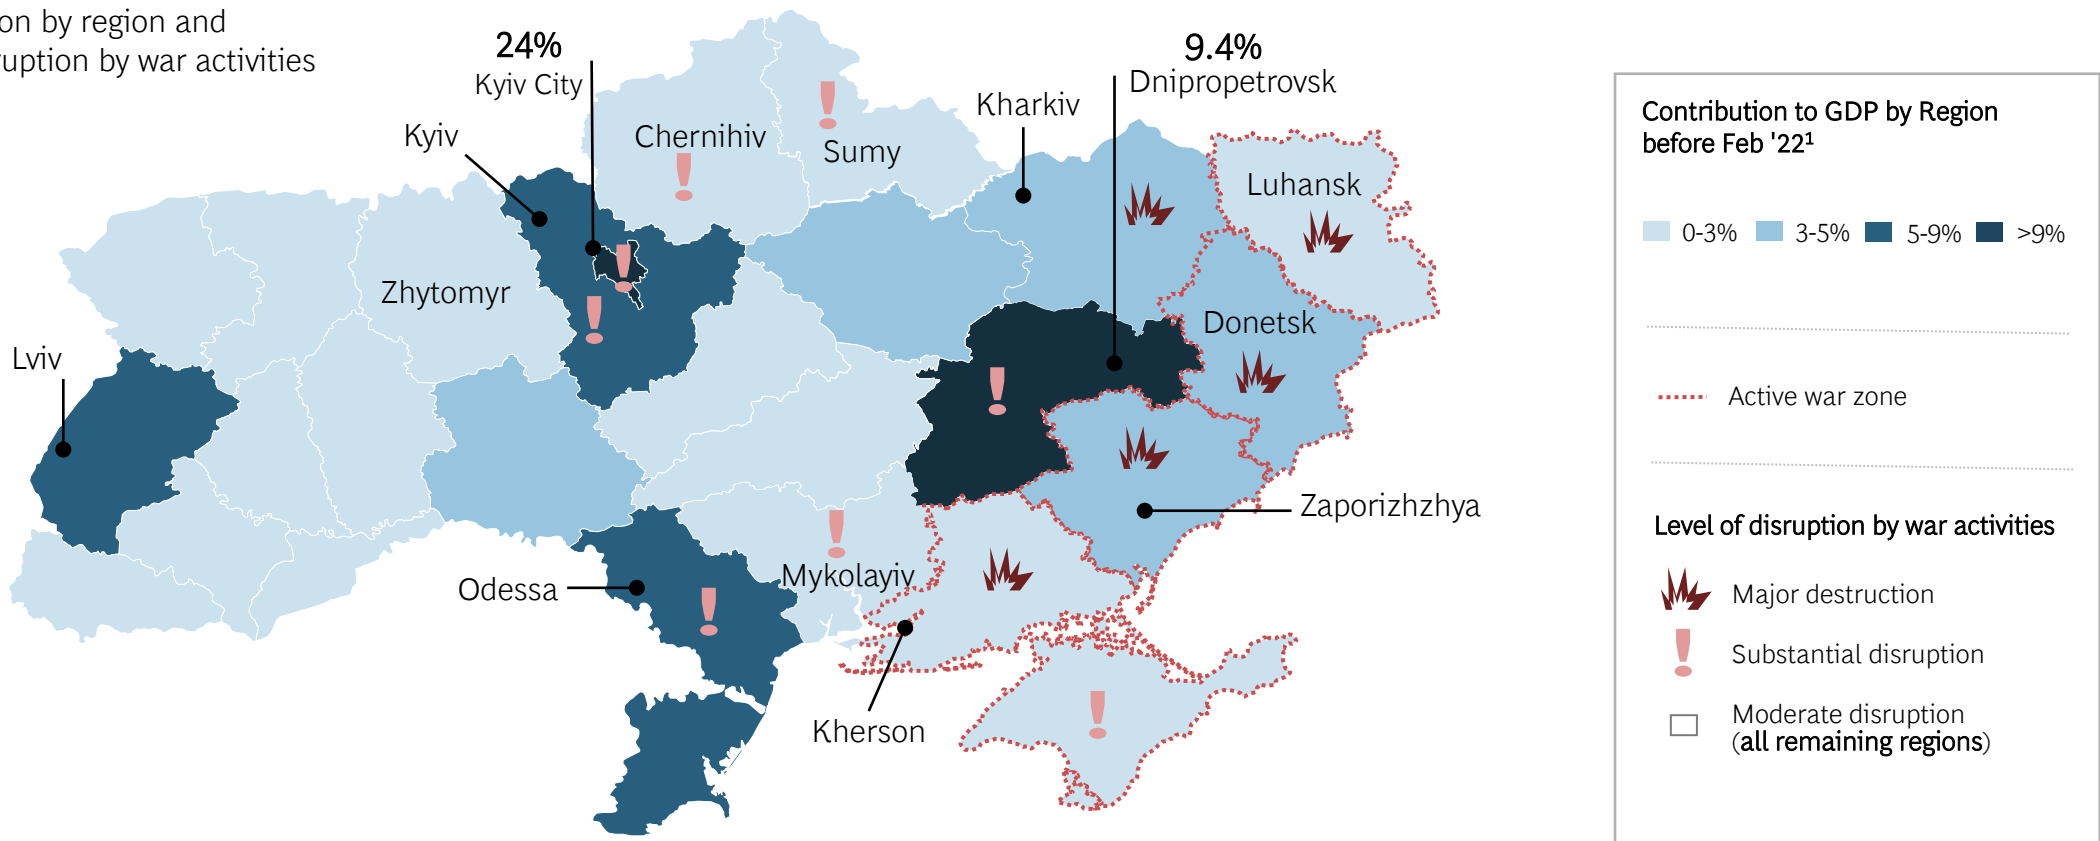 on by region and
uption by war activities
24%
Kyiv City
9.4%
Dnipropetrovsk
Kharkiv
Kyiv
Chernihiv
Sumy
Luhansk
Zhytomyr
Donetsk
Lviv
Zaporizhzhya
Odessa
Mykolayiv
Kherson
Contribution to GDP by Region
before Feb '22¹
0-3% 3-5% 5-9% >9%
Active war zone
Level of disruption by war activities
Major destruction
Substantial disruption
Moderate disruption
(all remaining regions)